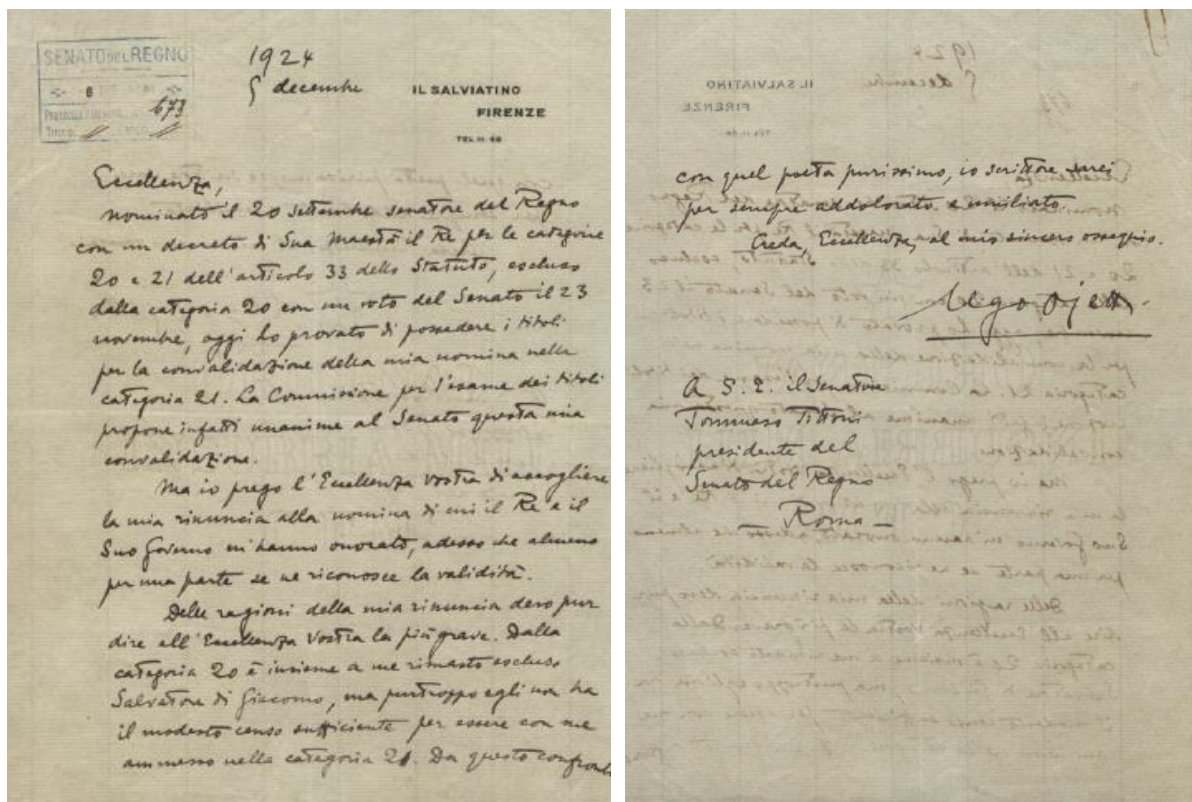 SENATO DEL REGNO
6
673
1924
5 decembre
IL SALVIATINO
FIRENZE
TEL 11-46
Eccellenza,
nominato il 20 settembre senatore del Regno
con un decreto di Sua Maestà il Re per le categorie
20 e 21 dell'articolo 33 dello Statuto, escluso
dalla categoria 20 con un voto del Senato il 23
novembre, oggi ho provato di possedere i titoli
per la convalidazione della mia nomina nella
categoria 21. La Commissione per l'esame dei titoli
propone infatti unanime al Senato questa mia
convalidazione.
Ma io prego l'Eccellenza Vostra di accogliere
la mia rinuncia alla nomina di cui il Re e il
Suo Governo m'hanno onorato, adesso che almeno
per una parte se ne riconosce la validità.
Delle ragioni della mia rinuncia devo pur
dire all'Eccellenza Vostra la più grave. Dalla
categoria 20 è insieme a me rimasto escluso
Salvatore di Giacomo, ma purtroppo egli non ha
il modesto censo sufficiente per essere con me
ammesso nella categoria 21. Da questo confronto
con quel poeta purissimo, io scrittore sarei
per sempre addolorato e umiliato.
Creda, Eccellenza, al mio sincero ossequio.
Ugo Ojetti
A S. E. il Senatore
Tommaso Tittoni
presidente del
Senato del Regno
- Roma -